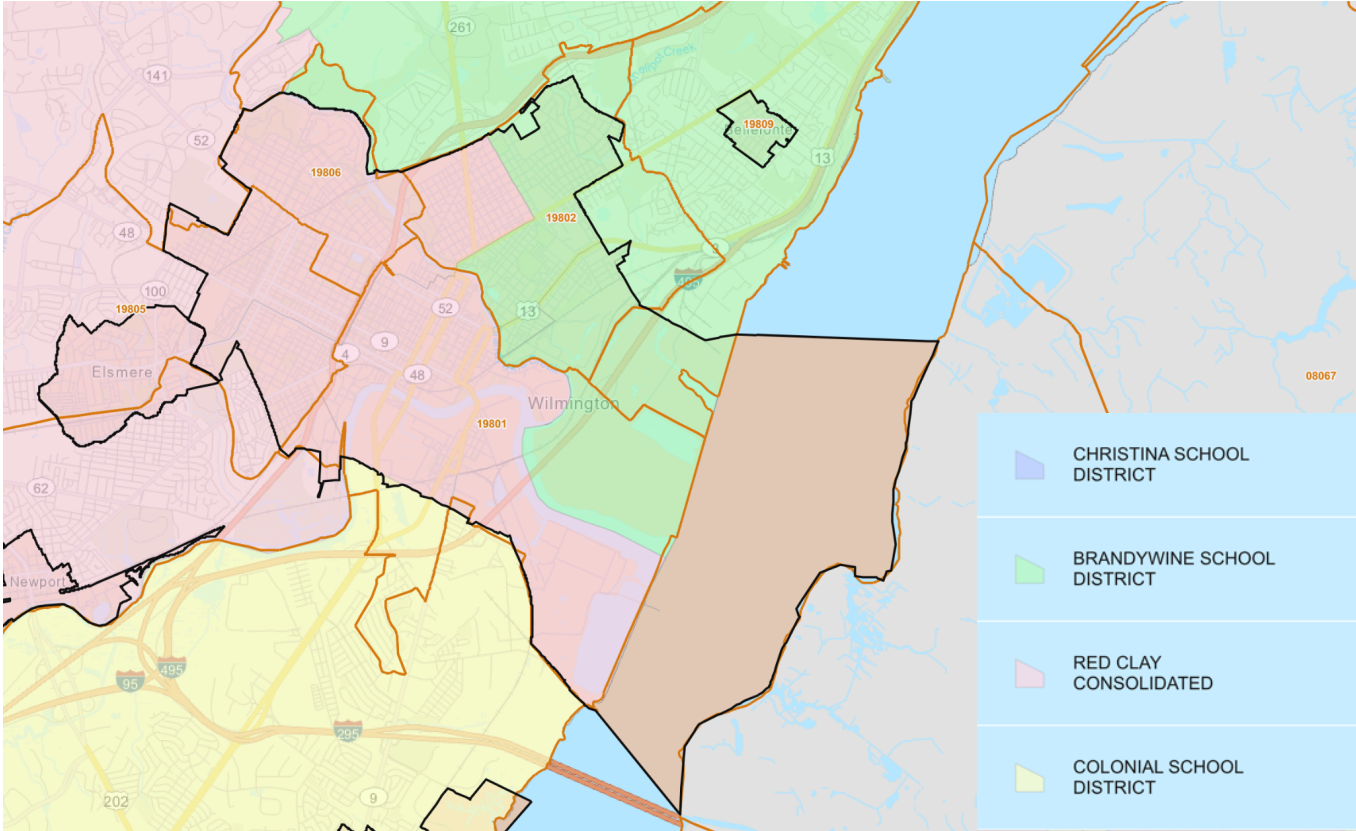 261
141
52
19806
19809
Bellefonte
13
19802
48
9
495
100
19805
52
13
4
9
Elsmere
48
08067
Wilmington
19801
62
Newport
495
95
295
202
9
CHRISTINA SCHOOL
DISTRICT
BRANDYWINE SCHOOL
DISTRICT
RED CLAY
CONSOLIDATED
COLONIAL SCHOOL
DISTRICT